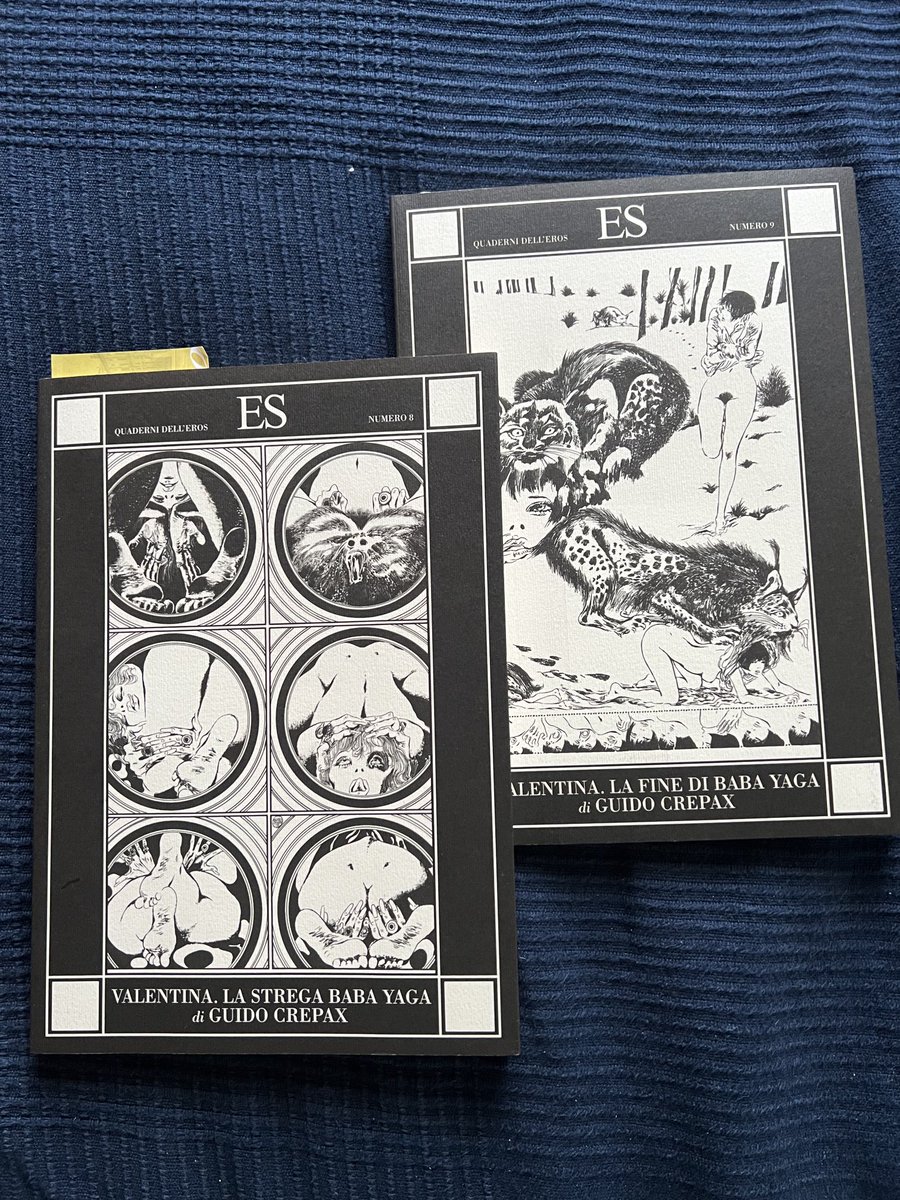 QUADERNI DELL'EROS
ES
NUMERO 8
VALENTINA. LA STREGA BABA YAGA
di GUIDO CREPAX
QUADERNI DELL'EROS
ES
NUMERO 9
ALENTINA. LA FINE DI BABA YAGA
di GUIDO CREPAX